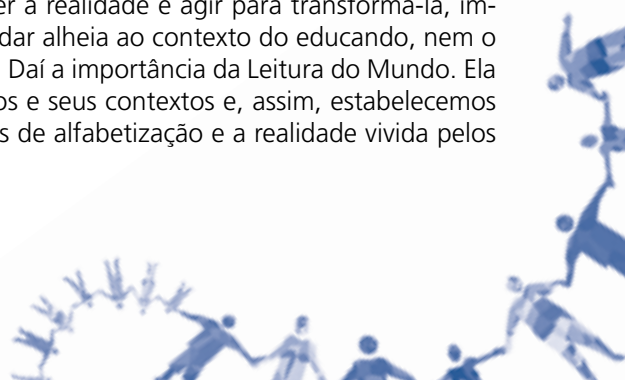 er a realidade e agir para transformá-la, im-
dar alheia ao contexto do educando, nem o
Daí a importância da Leitura do Mundo. Ela
os e seus contextos e, assim, estabelecemos
s de alfabetização e a realidade vivida pelos